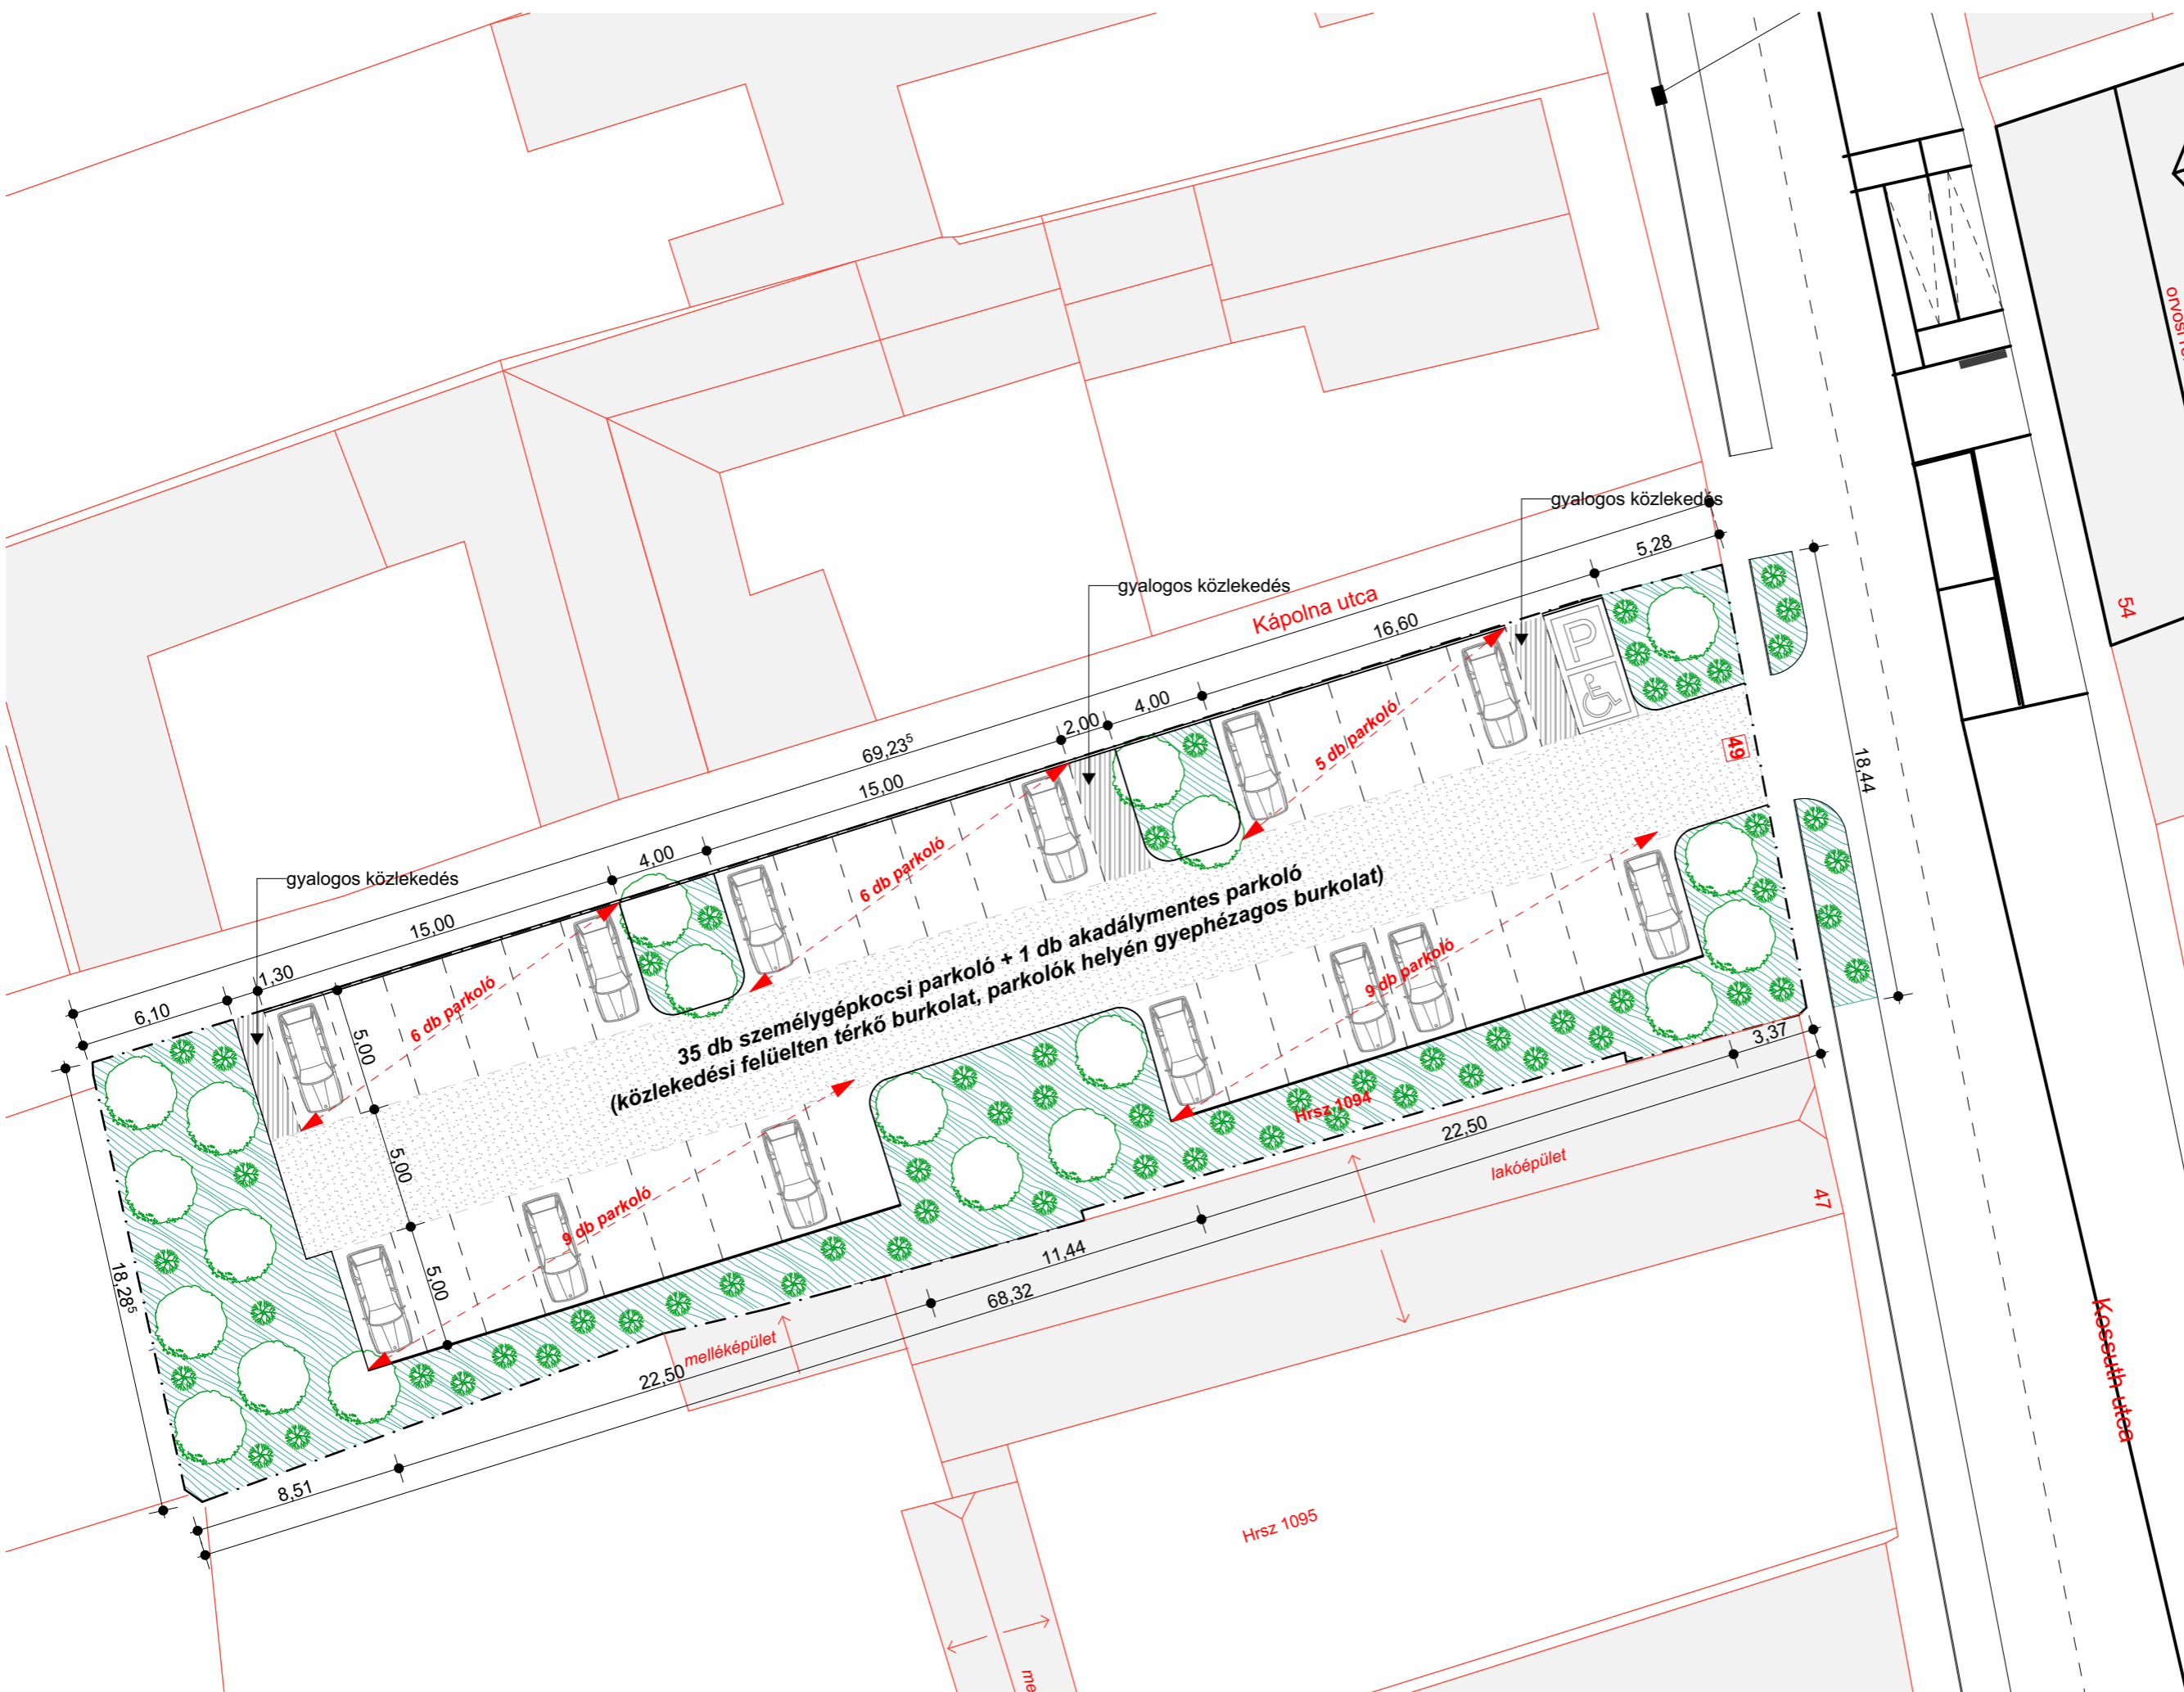 54
gyalogos közlekedés
5,28
gyalogos közlekedés
Kápolna utca
16,60
P
4,00
2,00
5 db parkoló
69,23⁵
15,00
49
18,44
6 db parkoló
4,00
gyalogos közlekedés
15,00
1,30
6,10
6 db parkoló
5,00
5,00
5,00
35 db személygépkocsi parkoló + 1 db akadálymentes parkoló
(közlekedési felüelten térkő burkolat, parkolók helyén gyephézagos burkolat)
9 db parkoló
9 db parkoló
3,37
Hrsz 1094
22,50
lakóépület
47
11,44
68,32
18,28⁵
melléképület
22,50
8,51
Kossuth utca
Hrsz 1095